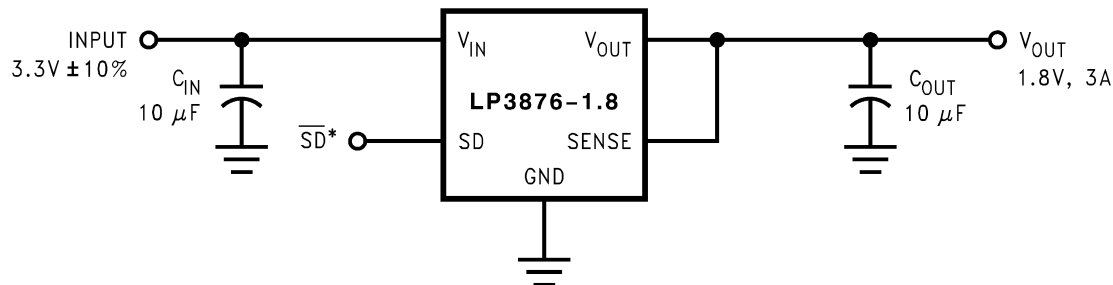 INPUT
3.3V ±10%
C_IN
10 μF
SD*
V_IN
V_OUT
LP3876-1.8
SD
SENSE
GND
C_OUT
10 μF
V_OUT
1.8V, 3A